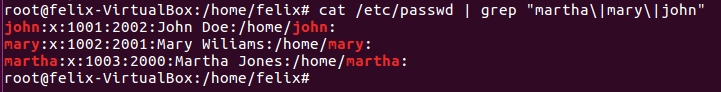 root@felix-VirtualBox:/home/felix# cat /etc/passwd | grep "martha\|mary\|john"
john:x:1001:2002:John Doe:/home/john:
mary:x:1002:2001:Mary Wliams:/home/mary:
martha:x:1003:2000:Martha Jones:/home/martha:
root@felix-VirtualBox:/home/felix#